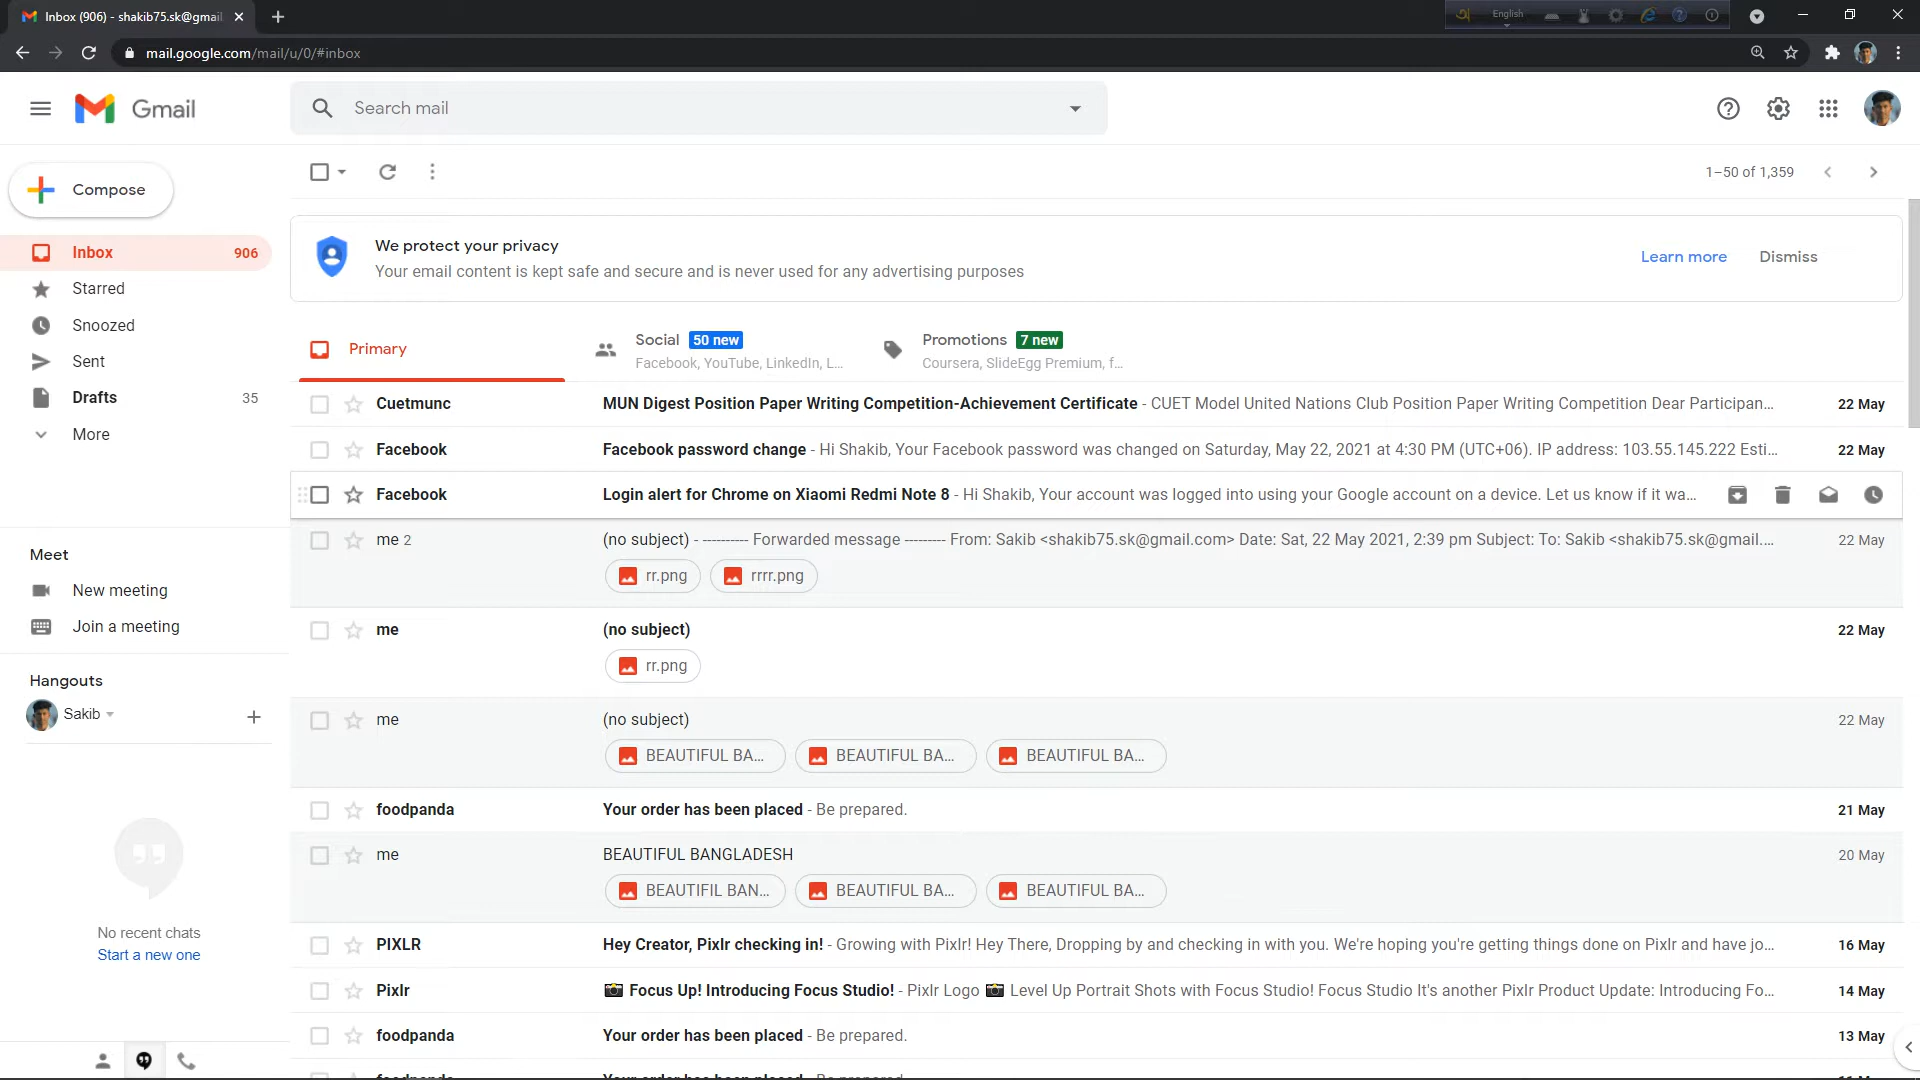 Inbox (906) - shakib75.sk@gmail
English
mail.google.com/mail/u/0/#inbox
Gmail
Search mail
Compose
1–50 of 1,359
Inbox 906
Starred
Snoozed
Sent
Drafts 35
More
Meet
New meeting
Join a meeting
Hangouts
Sakib
No recent chats
Start a new one
We protect your privacy
Your email content is kept safe and secure and is never used for any advertising purposes
Learn more Dismiss
Primary
Social 50 new
Facebook, YouTube, LinkedIn, L...
Promotions 7 new
Coursera, SlideEgg Premium, f...
Cuetmunc MUN Digest Position Paper Writing Competition-Achievement Certificate - CUET Model United Nations Club Position Paper Writing Competition Dear Participan... 22 May
Facebook Facebook password change - Hi Shakib, Your Facebook password was changed on Saturday, May 22, 2021 at 4:30 PM (UTC+06). IP address: 103.55.145.222 Esti... 22 May
Facebook Login alert for Chrome on Xiaomi Redmi Note 8 - Hi Shakib, Your account was logged into using your Google account on a device. Let us know if it wa...
me 2 (no subject) - ---------- Forwarded message --------- From: Sakib <shakib75.sk@gmail.com> Date: Sat, 22 May 2021, 2:39 pm Subject: To: Sakib <shakib75.sk@gmail.... 22 May
rr.png rrrr.png
me (no subject) 22 May
rr.png
me (no subject) 22 May
BEAUTIFUL BA... BEAUTIFUL BA... BEAUTIFUL BA...
foodpanda Your order has been placed - Be prepared. 21 May
me BEAUTIFUL BANGLADESH 20 May
BEAUTIFIL BAN... BEAUTIFUL BA... BEAUTIFUL BA...
PIXLR Hey Creator, Pixlr checking in! - Growing with Pixlr! Hey There, Dropping by and checking in with you. We're hoping you're getting things done on Pixlr and have jo... 16 May
Pixlr 📸 Focus Up! Introducing Focus Studio! - Pixlr Logo 📸 Level Up Portrait Shots with Focus Studio! Focus Studio It's another Pixlr Product Update: Introducing Fo... 14 May
foodpanda Your order has been placed - Be prepared. 13 May